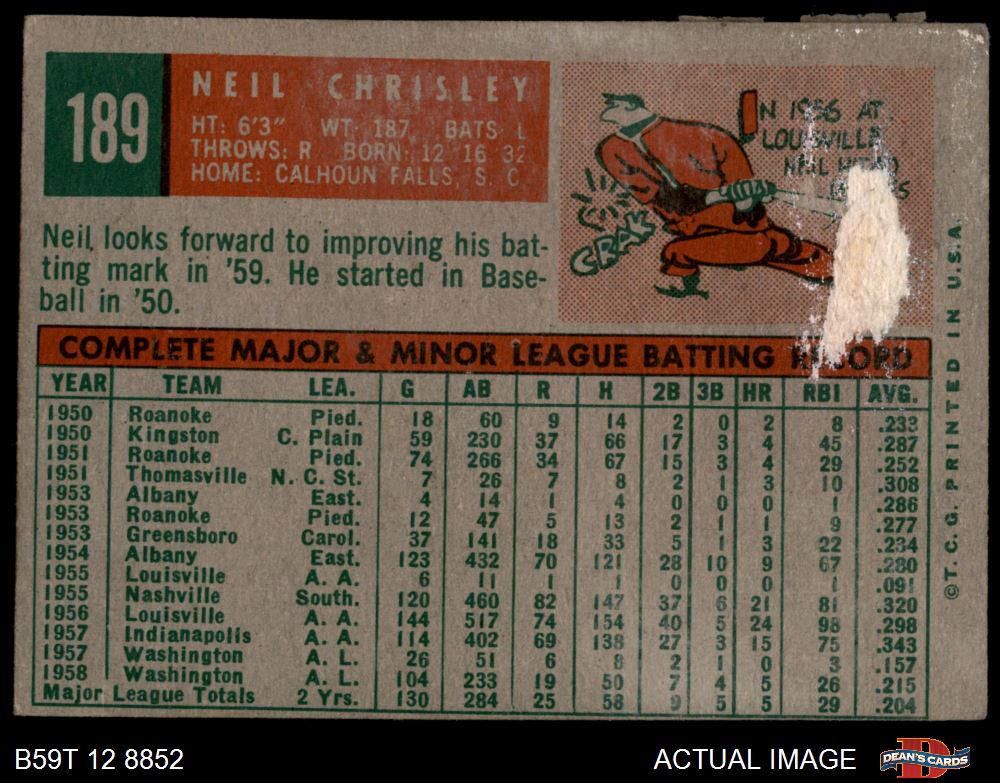 189
NEIL CHRISLEY
HT: 6'3" WT: 187 BATS: L
THROWS: R BORN: 12 16 32
HOME: CALHOUN FALLS, S. C
IN 1956 AT
LOUISVILLE
NEIL
CRAK
Neil looks forward to improving his bat-
ting mark in '59. He started in Base-
ball in '50.
COMPLETE MAJOR & MINOR LEAGUE BATTING RECORD
YEAR TEAM LEA. G AB R H 2B 3B HR RBI AVG.
1950 Roanoke Pied. 18 60 9 14 2 0 2 8 .233
1950 Kingston C. Plain 59 230 37 66 17 3 4 45 .287
1951 Roanoke Pied. 74 266 34 67 15 3 4 29 .252
1951 Thomasville N. C. St. 7 26 7 8 2 1 3 10 .308
1953 Albany East. 4 14 1 4 0 0 0 1 .286
1953 Roanoke Pied. 12 47 5 13 2 1 1 9 .277
1953 Greensboro Carol. 37 141 18 33 5 1 3 22 .234
1954 Albany East. 123 432 70 121 28 10 9 67 .280
1955 Louisville A. A. 6 11 1 1 0 0 0 1 .091
1955 Nashville South. 120 460 82 147 37 6 21 81 .320
1956 Louisville A. A. 144 517 74 154 40 5 24 98 .298
1957 Indianapolis A. A. 114 402 69 138 27 3 15 75 .343
1957 Washington A. L. 26 51 6 8 2 1 0 3 .157
1958 Washington A. L. 104 233 19 50 7 4 5 26 .215
Major League Totals 2 Yrs. 130 284 25 58 9 5 5 29 .204
©T. C. G. PRINTED IN U.S.A.
B59T 12 8852
ACTUAL IMAGE
DEAN'S CARDS